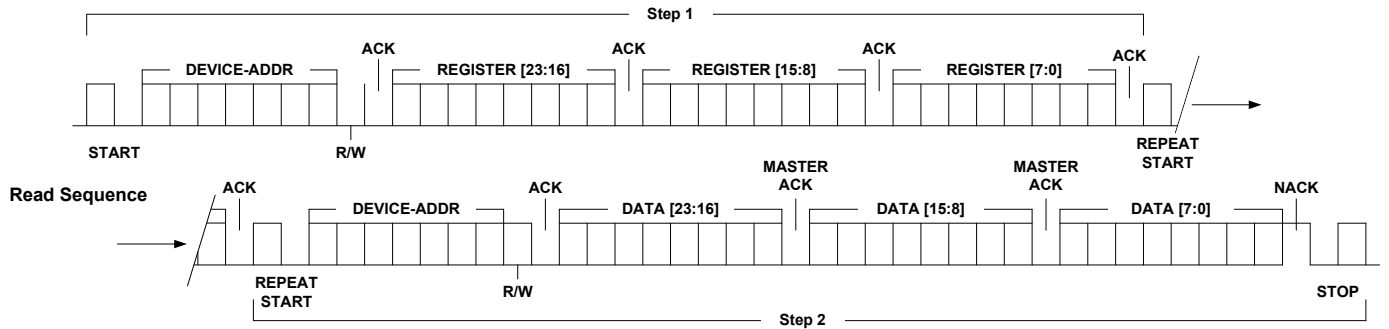 Step 1
ACK ACK ACK
DEVICE-ADDR REGISTER [23:16] REGISTER [15:8] REGISTER [7:0] ACK
START R/W REPEAT
START
Read Sequence
MASTER MASTER
ACK ACK ACK ACK NACK
DEVICE-ADDR DATA [23:16] DATA [15:8] DATA [7:0]
REPEAT
START R/W STOP
Step 2